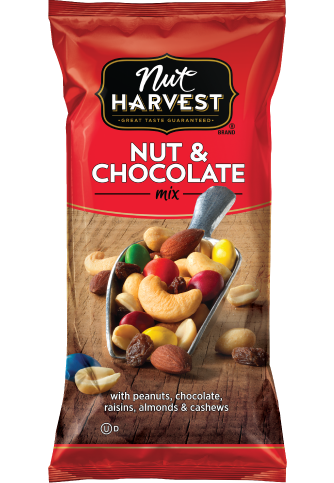 Nut
HARVEST
• GREAT TASTE GUARANTEED •
®
BRAND
NUT &
CHOCOLATE
mix
with peanuts, chocolate,
raisins, almonds & cashews
U D